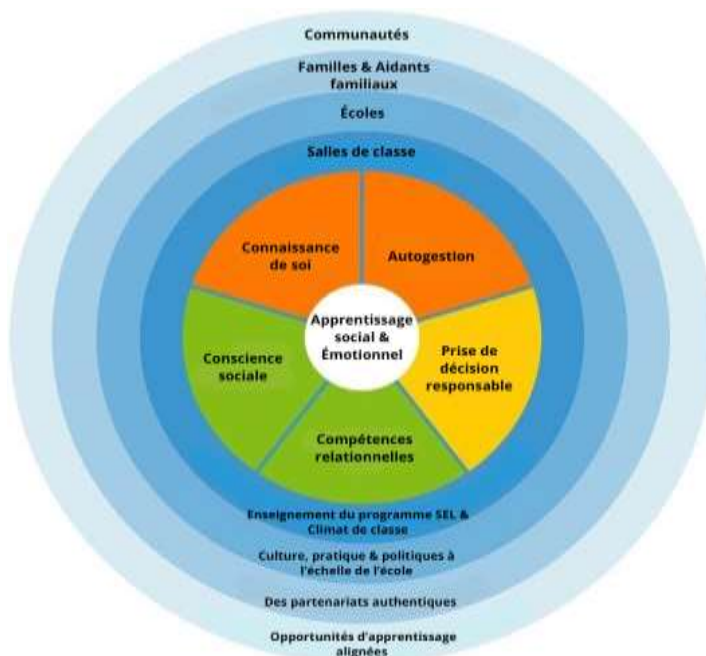 Communautés
Familles & Aidants
familiaux
Écoles
Salles de classe
Connaissance
de soi
Autogestion
Apprentissage
social &
Émotionnel
Conscience
sociale
Prise de
décision
responsable
Compétences
relationnelles
Enseignement du programme SEL &
Climat de classe
Culture, pratique & politiques à
l'échelle de l'école
Des partenariats authentiques
Opportunités d'apprentissage
alignées